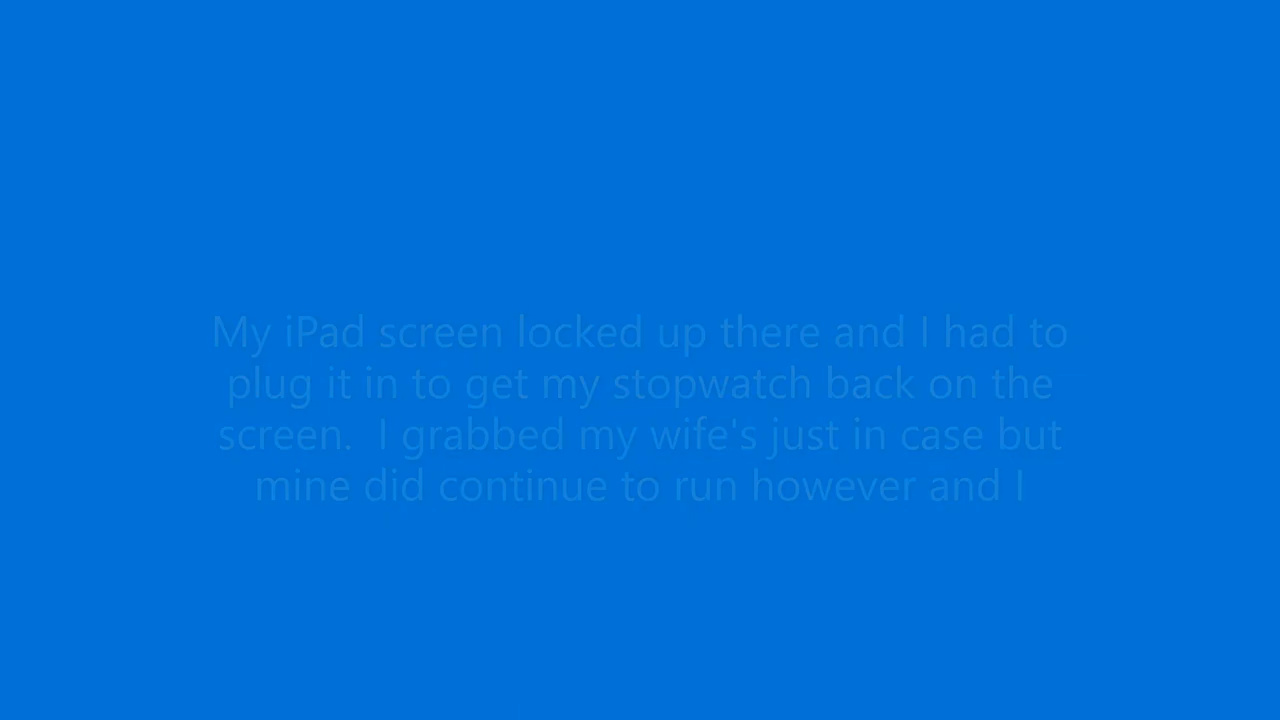 My iPad screen locked up there and I had to
plug it in to get my stopwatch back on the
screen.  I grabbed my wife's just in case but
mine did continue to run however and I